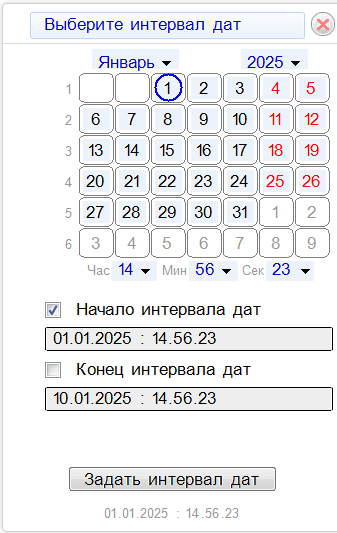 Выберите интервал дат
Январь 2025
1 1 2 3 4 5
2 6 7 8 9 10 11 12
3 13 14 15 16 17 18 19
4 20 21 22 23 24 25 26
5 27 28 29 30 31 1 2
6 3 4 5 6 7 8 9
Час 14 Мин 56 Сек 23
Начало интервала дат
01.01.2025 : 14.56.23
Конец интервала дат
10.01.2025 : 14.56.23
Задать интервал дат
01.01.2025 : 14.56.23